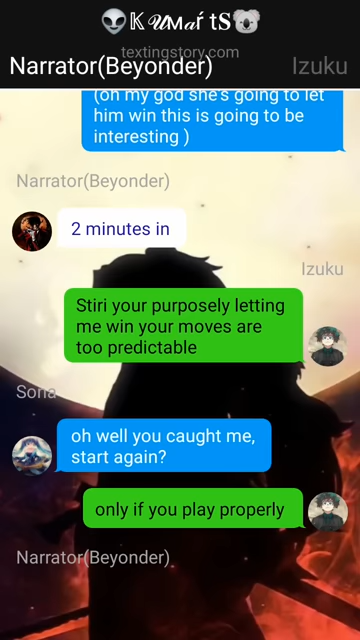 👽𝕂𝓤ᴍ𝓪ŕ𝕥𝐒🐨
textingstory.com
Narrator(Beyonder) Izuku
(oh my god she's going to let
him win this is going to be
interesting )
Narrator(Beyonder)
2 minutes in
Izuku
Stiri your purposely letting
me win your moves are
too predictable
Sona
oh well you caught me,
start again?
only if you play properly
Narrator(Beyonder)